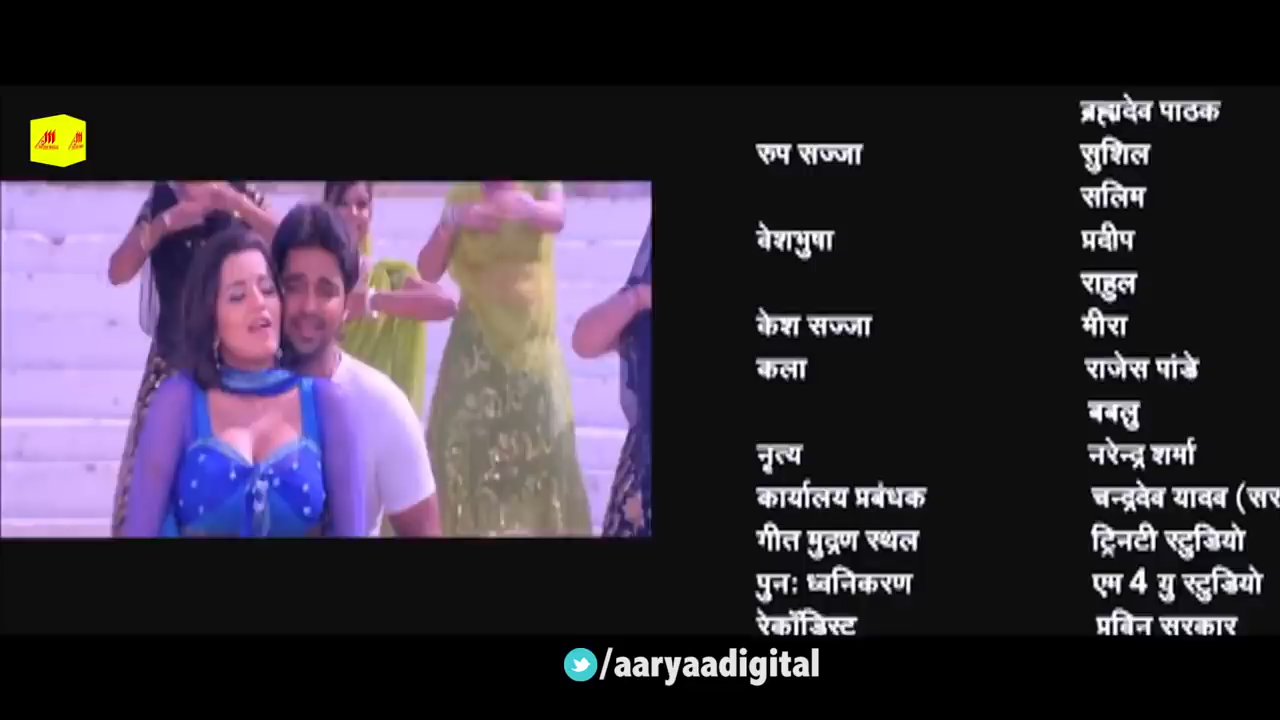 ब्रह्मदेव पाठक
रुप सज्जा सुशिल
सलिम
बेशभुषा प्रदीप
राहुल
केश सज्जा मीरा
कला राजेस पांडे
बबलु
नृत्य नरेन्द्र शर्मा
कार्यालय प्रबंधक चन्द्रवेब यादव
गीत मुद्रण स्थल ट्रिनटी स्टुडियो
पुनः ध्वनिकरण एम 4 यु स्टुडियो
रेकॉडिस्ट प्रबिन सरकार
/aaryaadigital